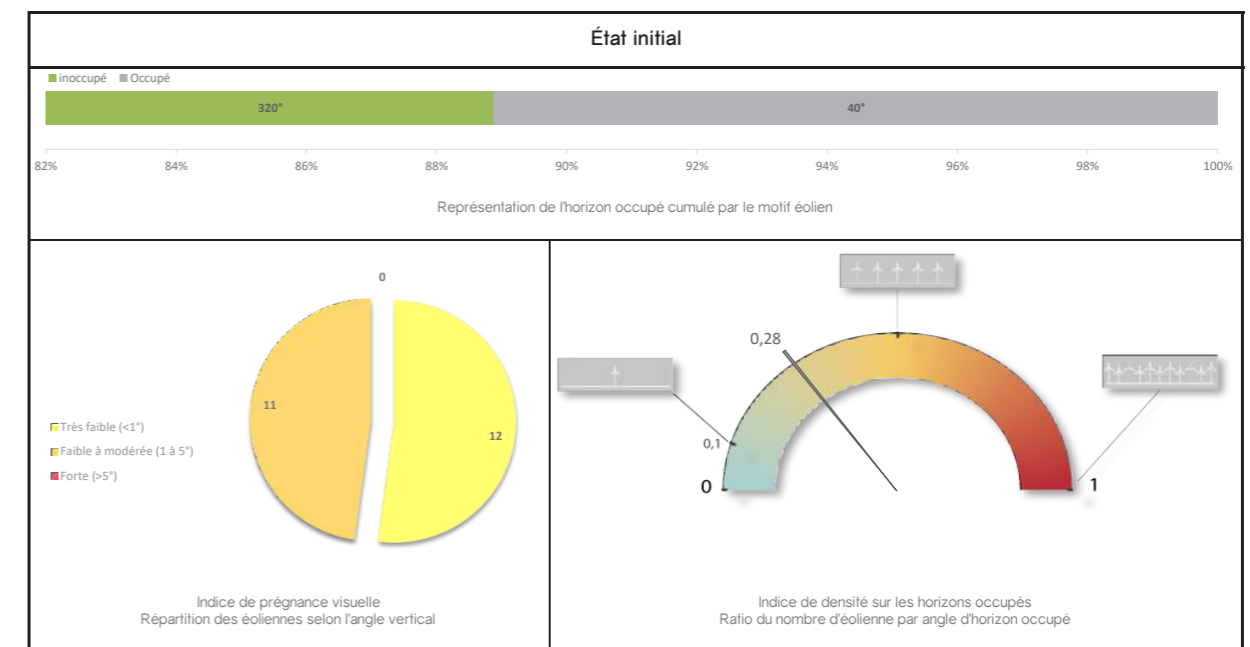 État initial
inoccupé Occupé
320° 40°
82% 84% 86% 88% 90% 92% 94% 96% 98% 100%
Représentation de l'horizon occupé cumulé par le motif éolien
0
11
12
Très faible (<1°)
Faible à modérée (1 à 5°)
Forte (>5°)
Indice de prégnance visuelle
Répartition des éoliennes selon l'angle vertical
0,28
0,1
0 1
Indice de densité sur les horizons occupés
Ratio du nombre d'éolienne par angle d'horizon occupé